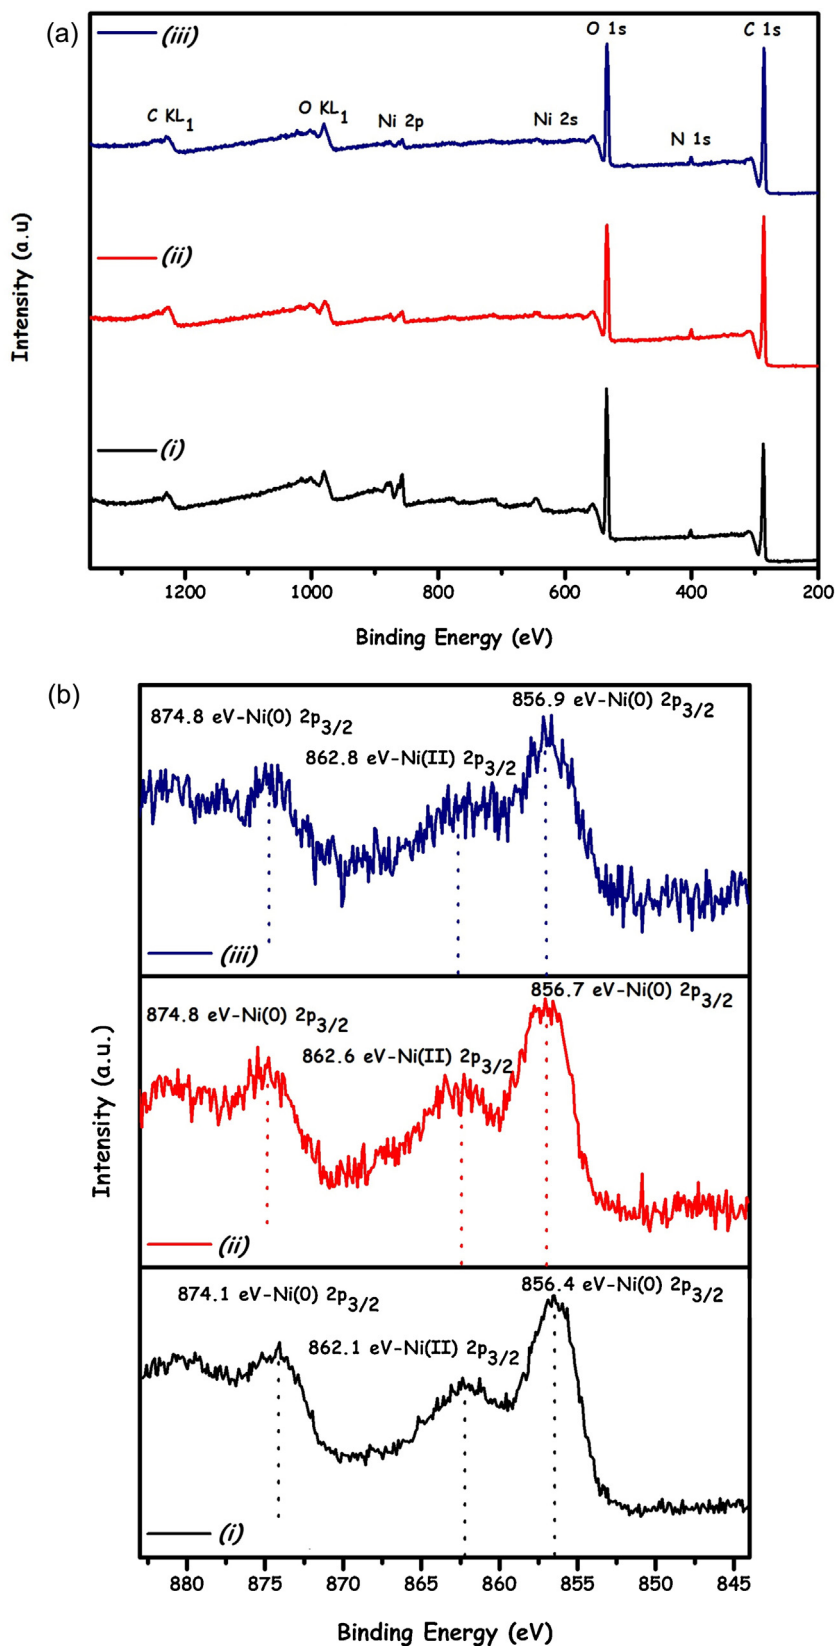 (a)
(iii)
O 1s
C 1s
C KL1
O KL1
Ni 2p
Ni 2s
N 1s
(ii)
(i)
Intensity (a.u)
1200 1000 800 600 400 200
Binding Energy (eV)
(b)
874.8 eV-Ni(0) 2p3/2
856.9 eV-Ni(0) 2p3/2
862.8 eV-Ni(II) 2p3/2
(iii)
874.8 eV-Ni(0) 2p3/2
856.7 eV-Ni(0) 2p3/2
862.6 eV-Ni(II) 2p3/2
(ii)
874.1 eV-Ni(0) 2p3/2
856.4 eV-Ni(0) 2p3/2
862.1 eV-Ni(II) 2p3/2
(i)
Intensity (a.u.)
880 875 870 865 860 855 850 845
Binding Energy (eV)